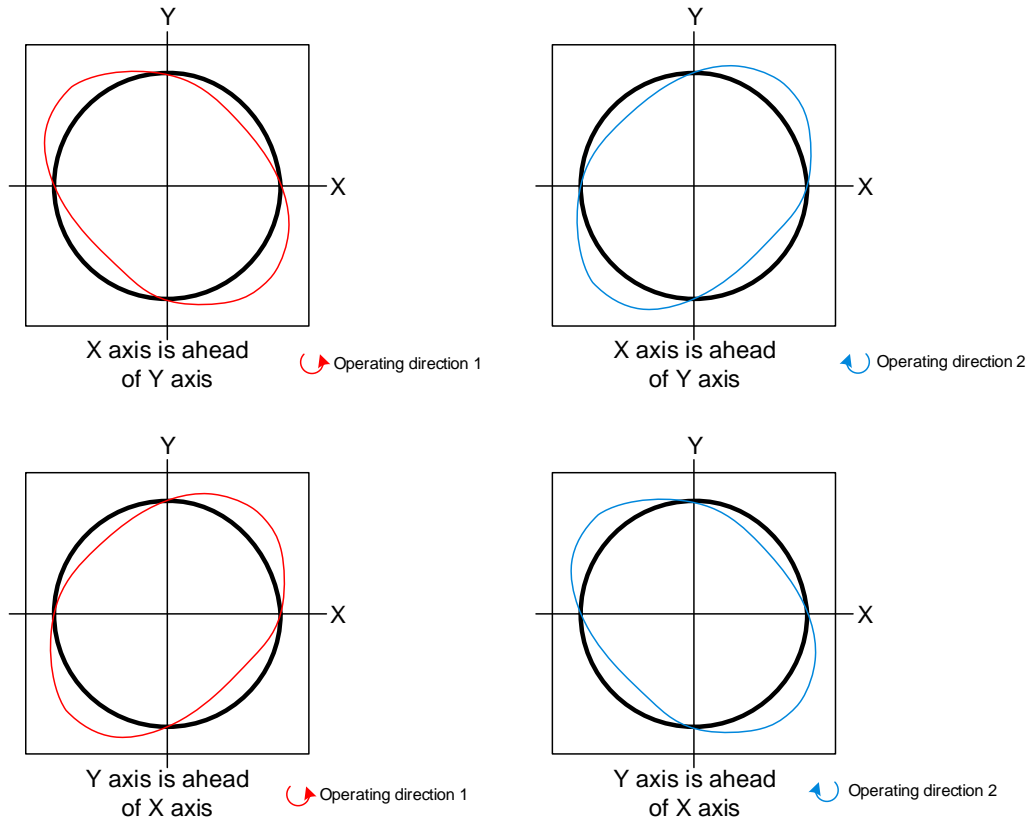 Y
X
X axis is ahead
of Y axis
Operating direction 1
Y
X
X axis is ahead
of Y axis
Operating direction 2
Y
X
Y axis is ahead
of X axis
Operating direction 1
Y
X
Y axis is ahead
of X axis
Operating direction 2